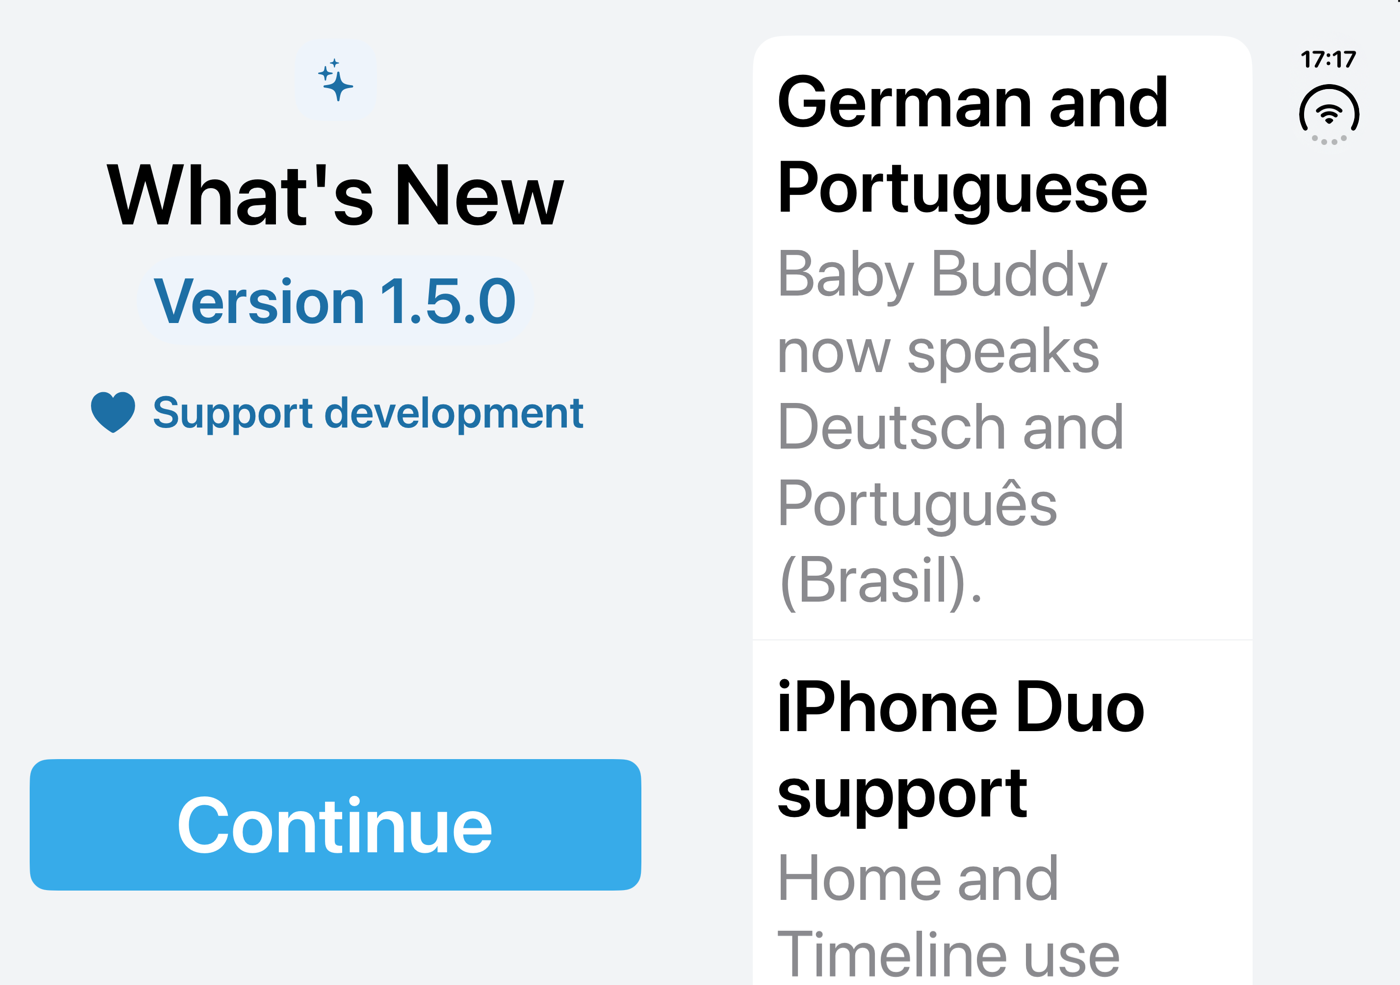 What's New
Version 1.5.0
Support development
Continue
German and
Portuguese
Baby Buddy
now speaks
Deutsch and
Português
(Brasil).
iPhone Duo
support
Home and
Timeline use
17:17